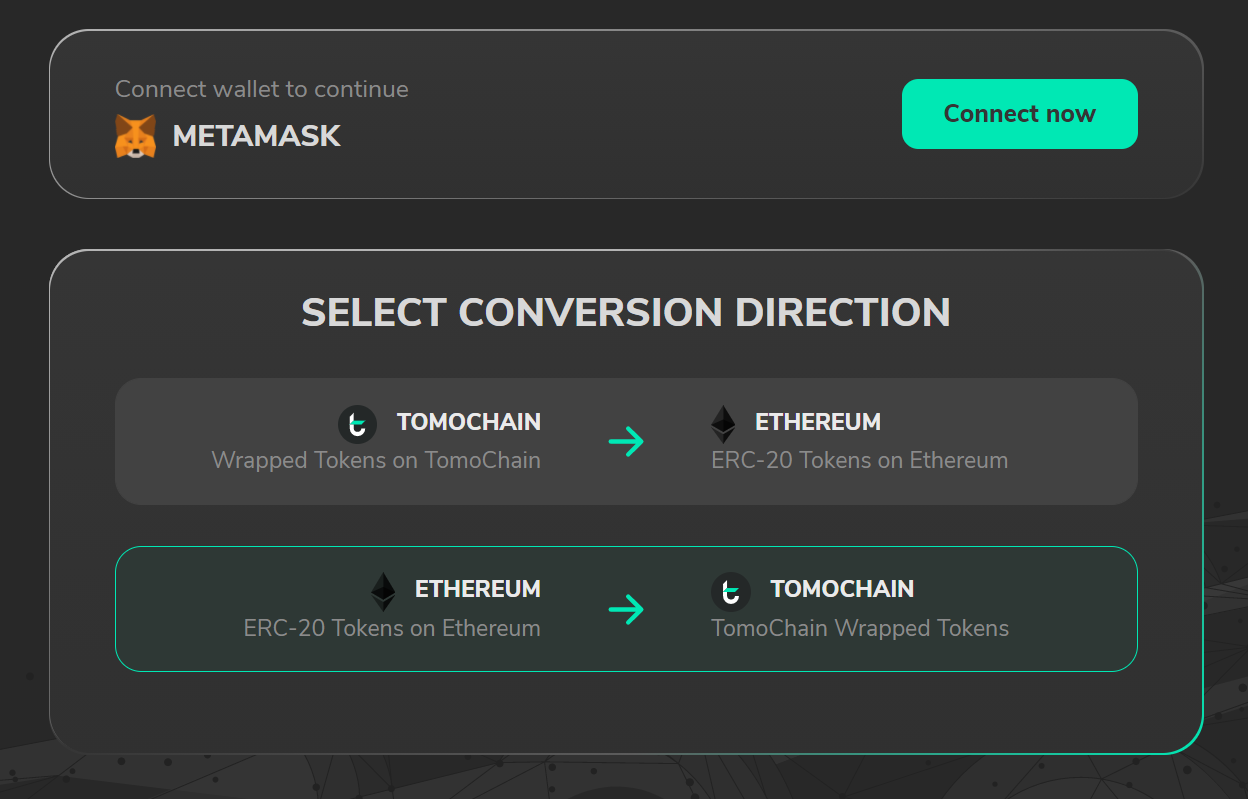 Connect wallet to continue
METAMASK
Connect now
SELECT CONVERSION DIRECTION
TOMOCHAIN
Wrapped Tokens on TomoChain
ETHEREUM
ERC-20 Tokens on Ethereum
ETHEREUM
ERC-20 Tokens on Ethereum
TOMOCHAIN
TomoChain Wrapped Tokens